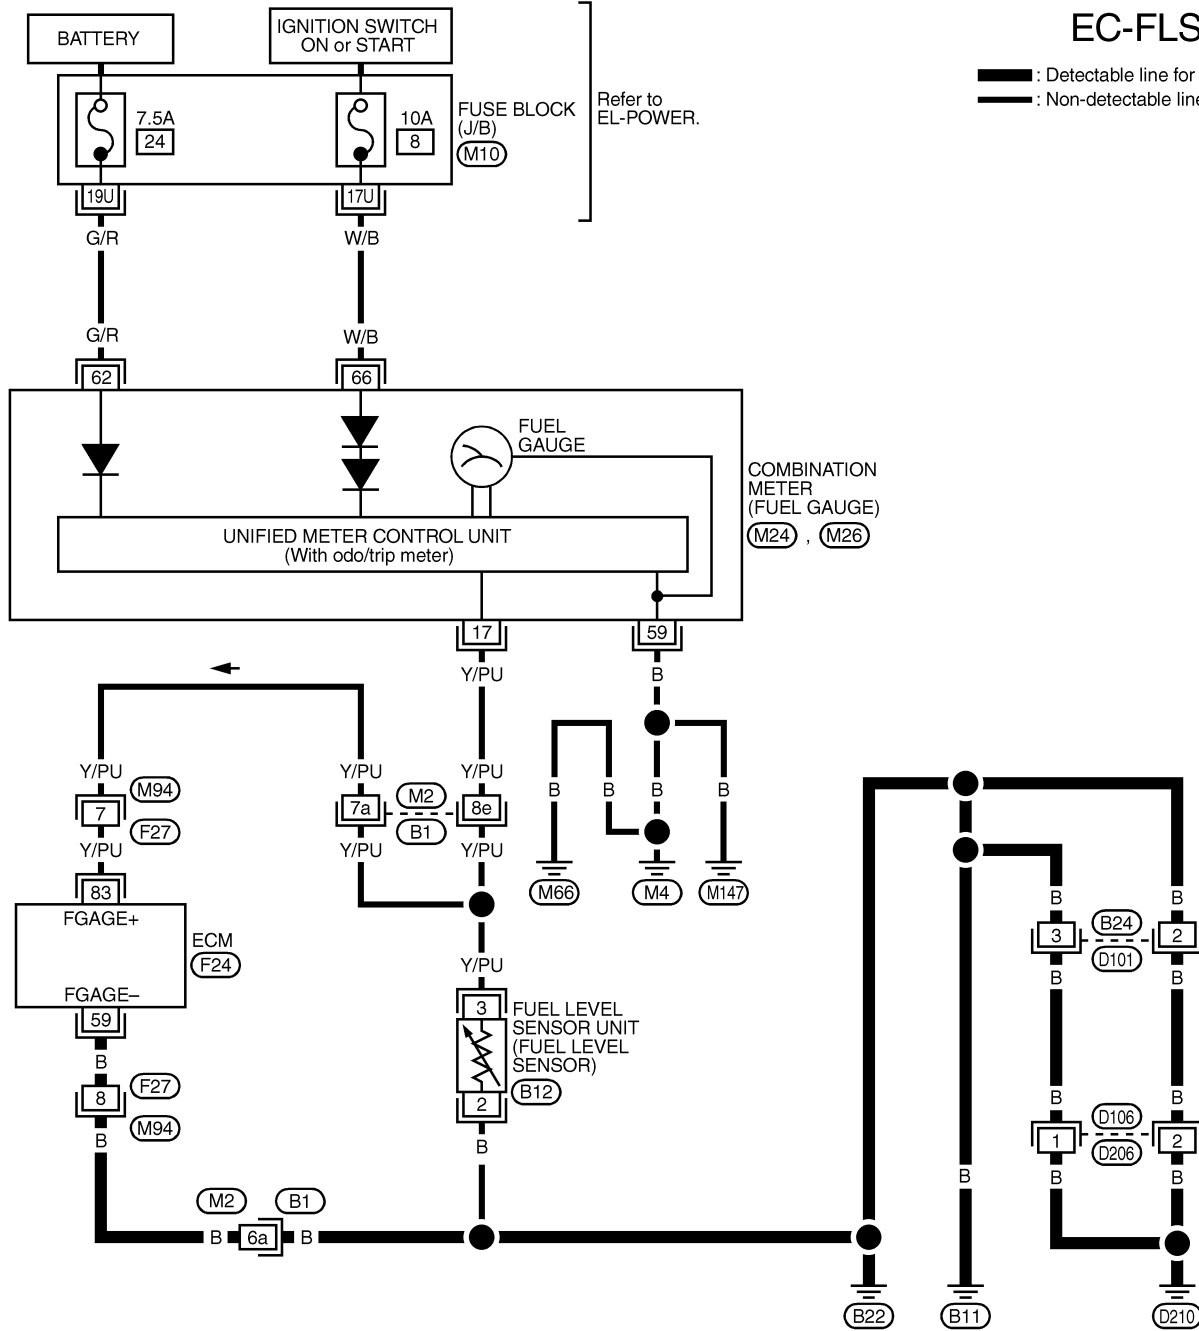 EC-FLS
BATTERY
IGNITION SWITCH
ON or START
: Detectable line for
: Non-detectable line
7.5A
24
10A
8
FUSE BLOCK
(J/B)
M10
Refer to
EL-POWER.
19U
17U
G/R
W/B
G/R
W/B
62
66
FUEL
GAUGE
COMBINATION
METER
(FUEL GAUGE)
M24 , M26
UNIFIED METER CONTROL UNIT
(With odo/trip meter)
17
59
Y/PU
B
Y/PU
Y/PU
Y/PU
M94
7
F27
7a
M2
B1
8e
B
B
B
B
Y/PU
Y/PU
Y/PU
83
FGAGE+
ECM
F24
FGAGE–
59
M66
M4
M147
Y/PU
3
FUEL LEVEL
SENSOR UNIT
(FUEL LEVEL
SENSOR)
B12
2
B
B
B
3
B24
D101
2
B
B
B
F27
8
M94
B
B
B
1
D106
D206
2
B
B
B
M2
B1
B
6a
B
B22
B11
D210